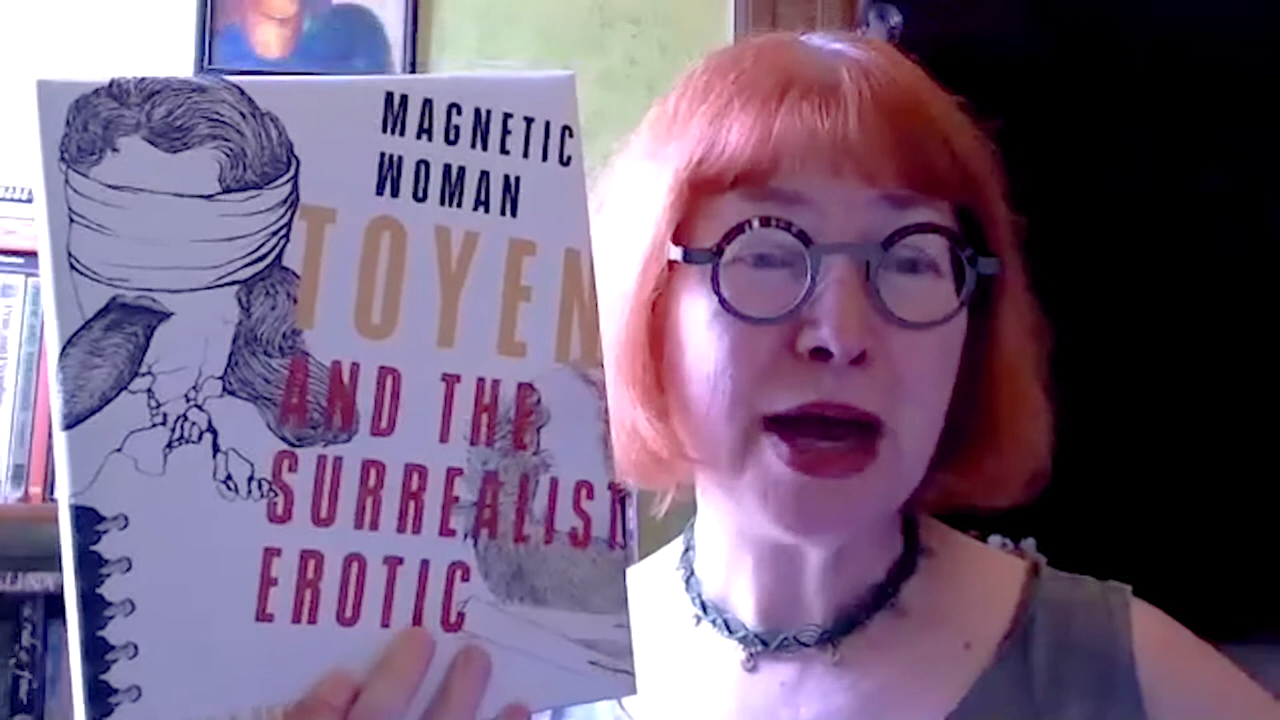 MAGNETIC
WOMAN
TOYEN
AND THE
SURREALIST
EROTIC